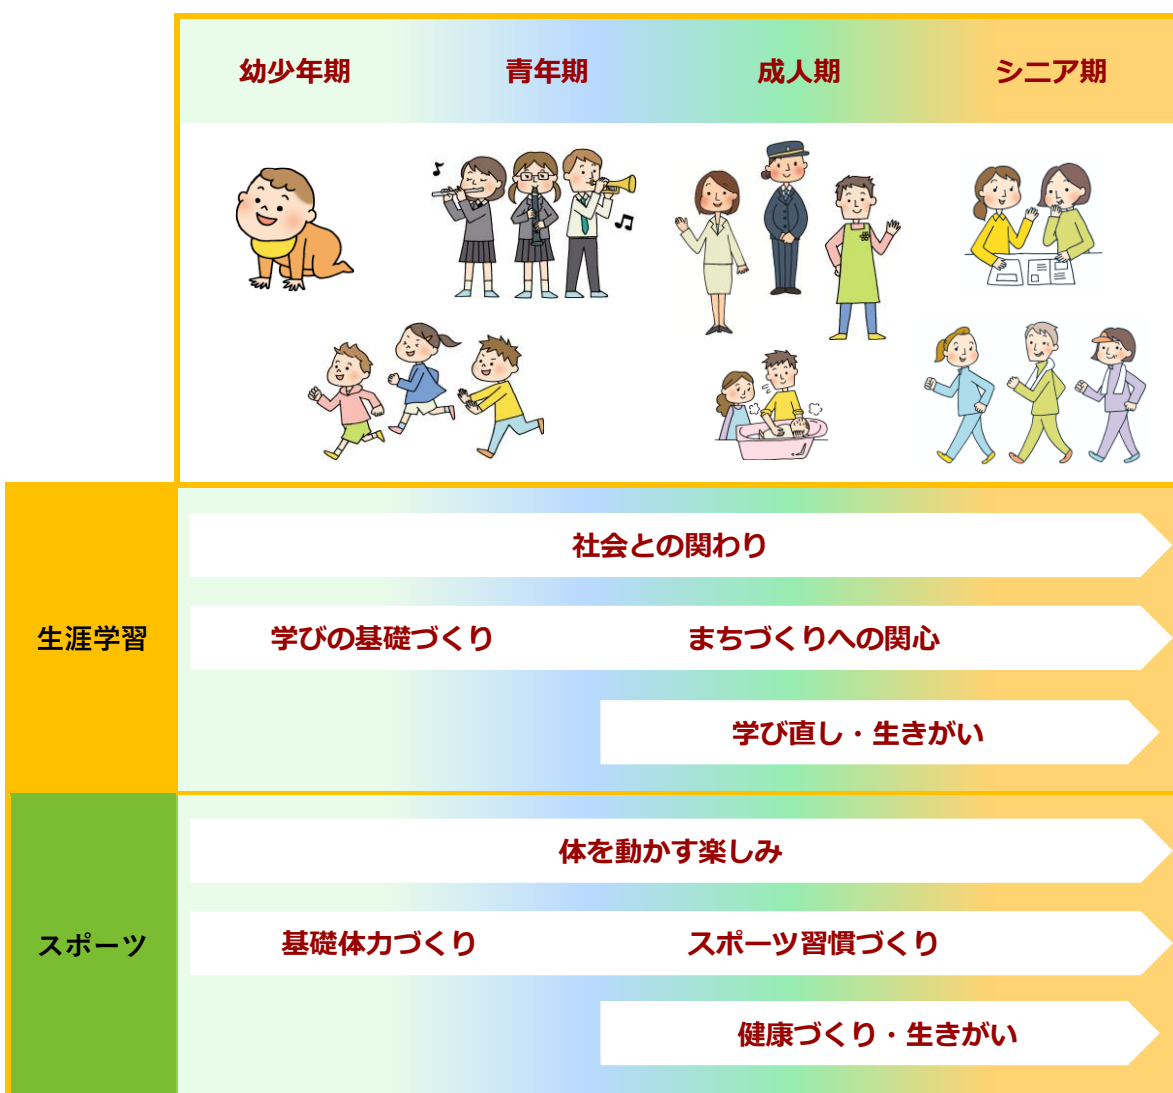 幼少年期
青年期
成人期
シニア期
生涯学習
社会との関わり
学びの基礎づくり
まちづくりへの関心
学び直し・生きがい
スポーツ
体を動かす楽しみ
基礎体力づくり
スポーツ習慣づくり
健康づくり・生きがい